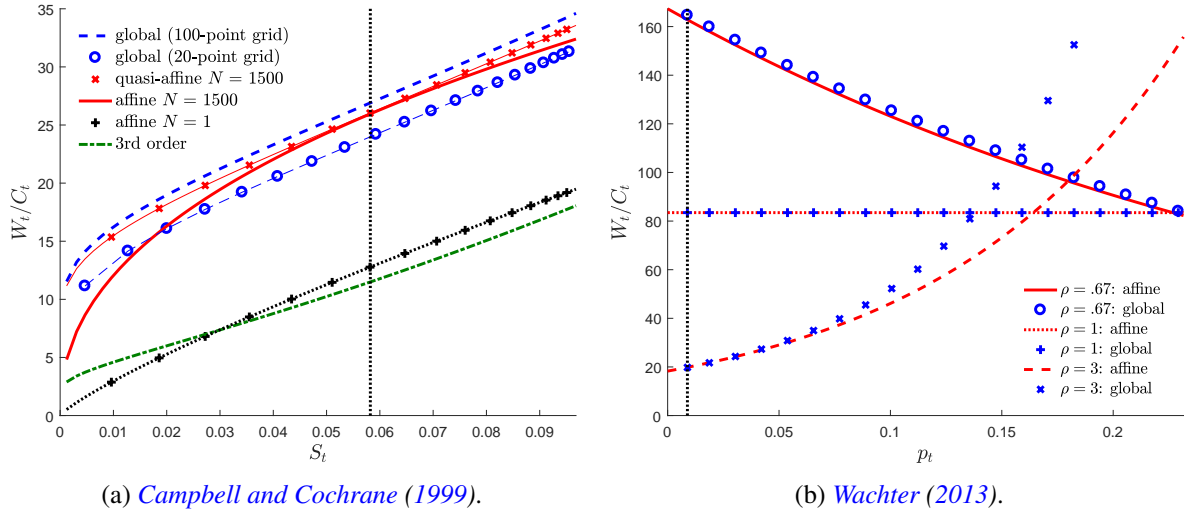 global (100-point grid)
global (20-point grid)
quasi-affine N = 1500
affine N = 1500
affine N = 1
3rd order
35
30
25
20
15
10
5
0
W_t/C_t
0 0.01 0.02 0.03 0.04 0.05 0.06 0.07 0.08 0.09
S_t
(a) Campbell and Cochrane (1999).
160
140
120
100
80
60
40
20
0
W_t/C_t
ρ = .67: affine
ρ = .67: global
ρ = 1: affine
ρ = 1: global
ρ = 3: affine
ρ = 3: global
0 0.05 0.1 0.15 0.2
p_t
(b) Wachter (2013).